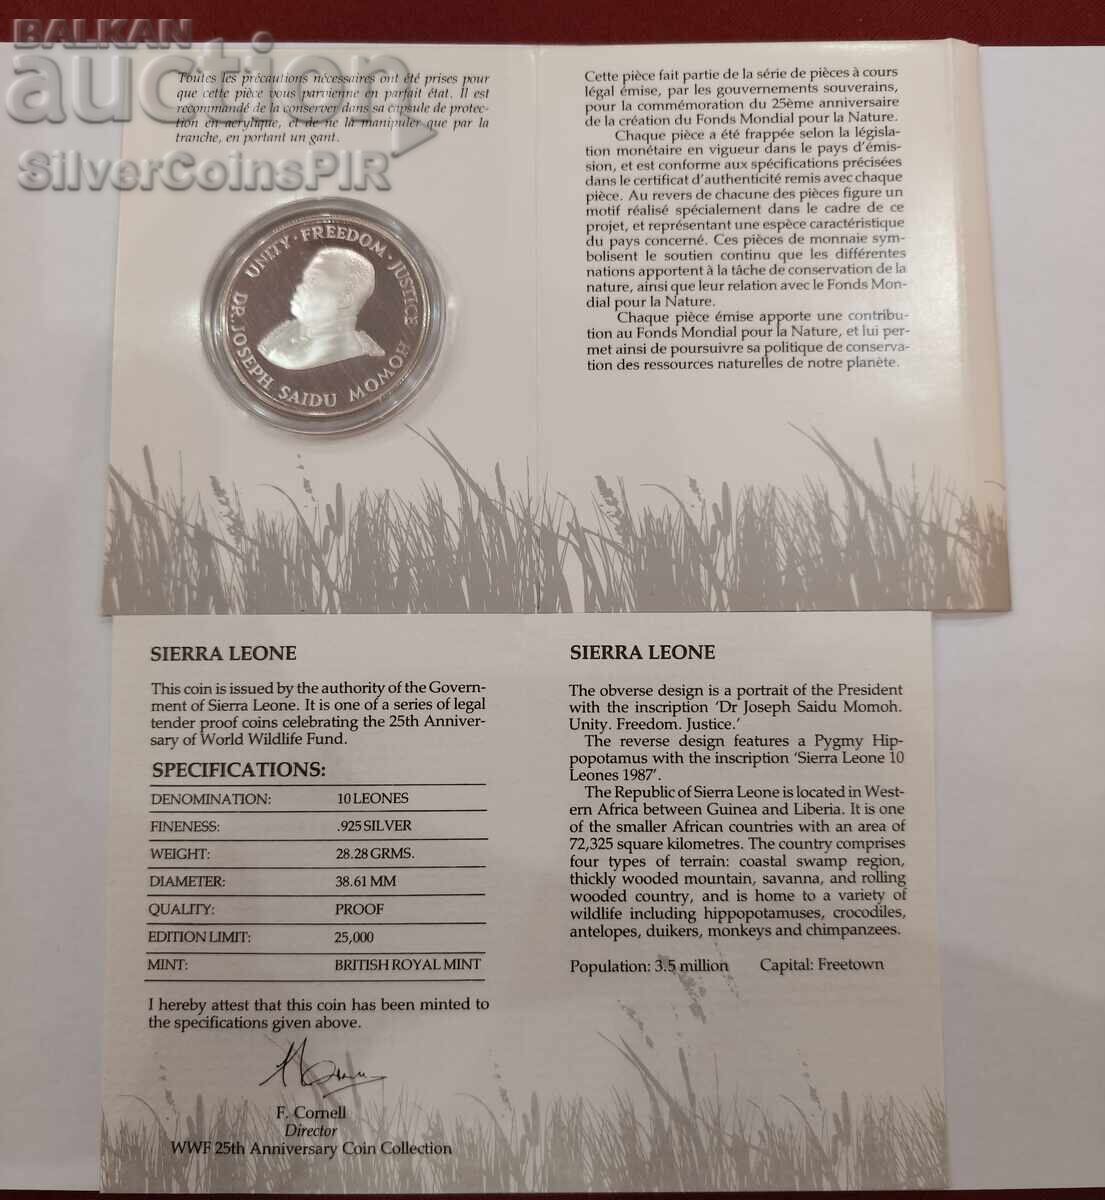 BALKAN
auction
SilverCoinsPIR
Toutes les précautions nécessaires ont été prises pour
que cette pièce vous parvienne en parfait état. Il est
recommandé de la conserver dans sa capsule de protec-
tion en acrylique, et de ne la manipuler que par la
tranche, en portant un gant.
UNITY · FREEDOM · JUSTICE
DR. JOSEPH SAIDU MOMOH
Cette pièce fait partie de la série de pièces à cours
légal émise, par les gouvernements souverains,
pour la commémoration du 25ème anniversaire
de la création du Fonds Mondial pour la Nature.
Chaque pièce a été frappée selon la législa-
tion monétaire en vigueur dans le pays d'émis-
sion, et est conforme aux spécifications précisées
dans le certificat d'authenticité remis avec chaque
pièce. Au revers de chacune des pièces figure un
motif réalisé spécialement dans le cadre de ce
projet, et représentant une espèce caractéristique
du pays concerné. Ces pièces de monnaie sym-
bolisent le soutien continu que les différentes
nations apportent à la tâche de conservation de la
nature, ainsi que leur relation avec le Fonds Mon-
dial pour la Nature.
Chaque pièce émise apporte une contribu-
tion au Fonds Mondial pour la Nature, et lui per-
met ainsi de poursuivre sa politique de conserva-
tion des ressources naturelles de notre planète.
SIERRA LEONE
This coin is issued by the authority of the Govern-
ment of Sierra Leone. It is one of a series of legal
tender proof coins celebrating the 25th Anniver-
sary of World Wildlife Fund.
SPECIFICATIONS:
DENOMINATION: 10 LEONES
FINENESS: .925 SILVER
WEIGHT: 28.28 GRMS.
DIAMETER: 38.61 MM
QUALITY: PROOF
EDITION LIMIT: 25,000
MINT: BRITISH ROYAL MINT
I hereby attest that this coin has been minted to
the specifications given above.
F. Cornell
Director
WWF 25th Anniversary Coin Collection
SIERRA LEONE
The obverse design is a portrait of the President
with the inscription 'Dr Joseph Saidu Momoh.
Unity. Freedom. Justice.'
The reverse design features a Pygmy Hip-
popotamus with the inscription 'Sierra Leone 10
Leones 1987'.
The Republic of Sierra Leone is located in West-
ern Africa between Guinea and Liberia. It is one
of the smaller African countries with an area of
72,325 square kilometres. The country comprises
four types of terrain: coastal swamp region,
thickly wooded mountain, savanna, and rolling
wooded country, and is home to a variety of
wildlife including hippopotamuses, crocodiles,
antelopes, duikers, monkeys and chimpanzees.
Population: 3.5 million Capital: Freetown